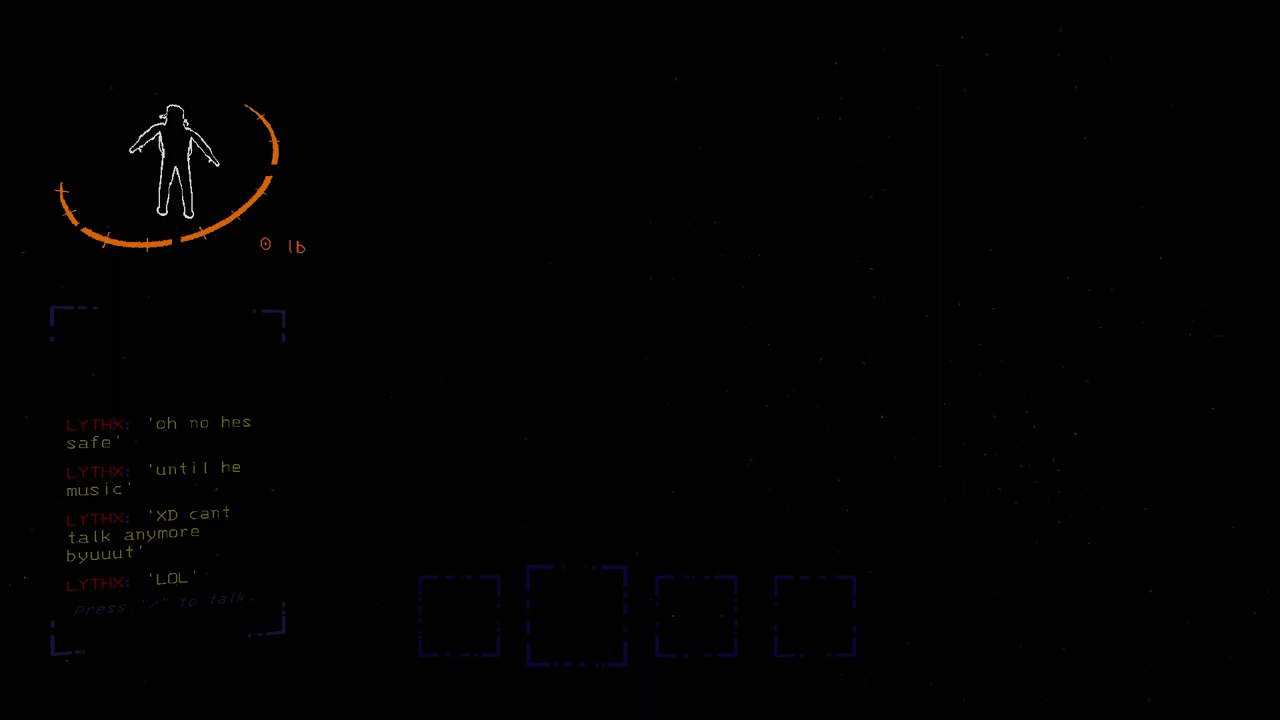 0 lb
LYTHX: 'oh no hes
safe'
LYTHX: 'until he
music'
LYTHX: 'XD cant
talk anymore
byuuut'
LYTHX: 'LOL'
Press "/" to talk.